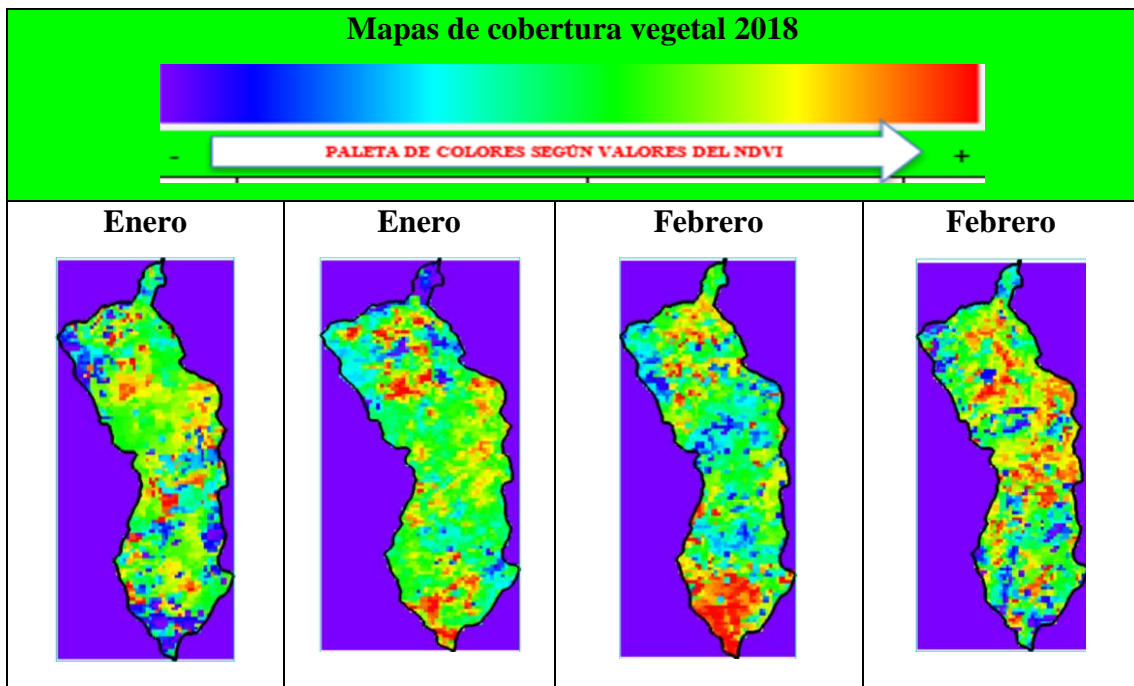 Mapas de cobertura vegetal 2018
- PALETA DE COLORES SEGÚN VALORES DEL NDVI +
Enero Enero Febrero Febrero